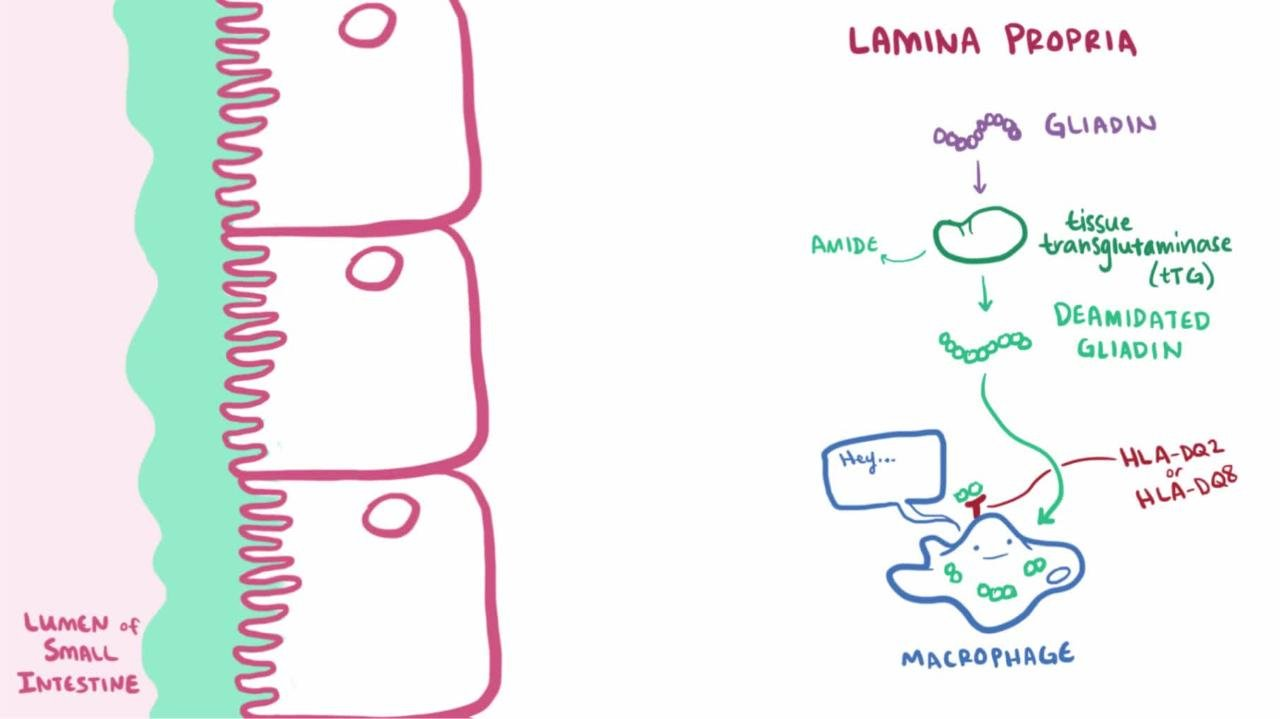 LAMINA PROPRIA
GLIADIN
tissue
transglutaminase
(tTG)
AMIDE
DEAMIDATED
GLIADIN
Hey...
HLA-DQ2
or
HLA-DQ8
MACROPHAGE
LUMEN of
SMALL
INTESTINE